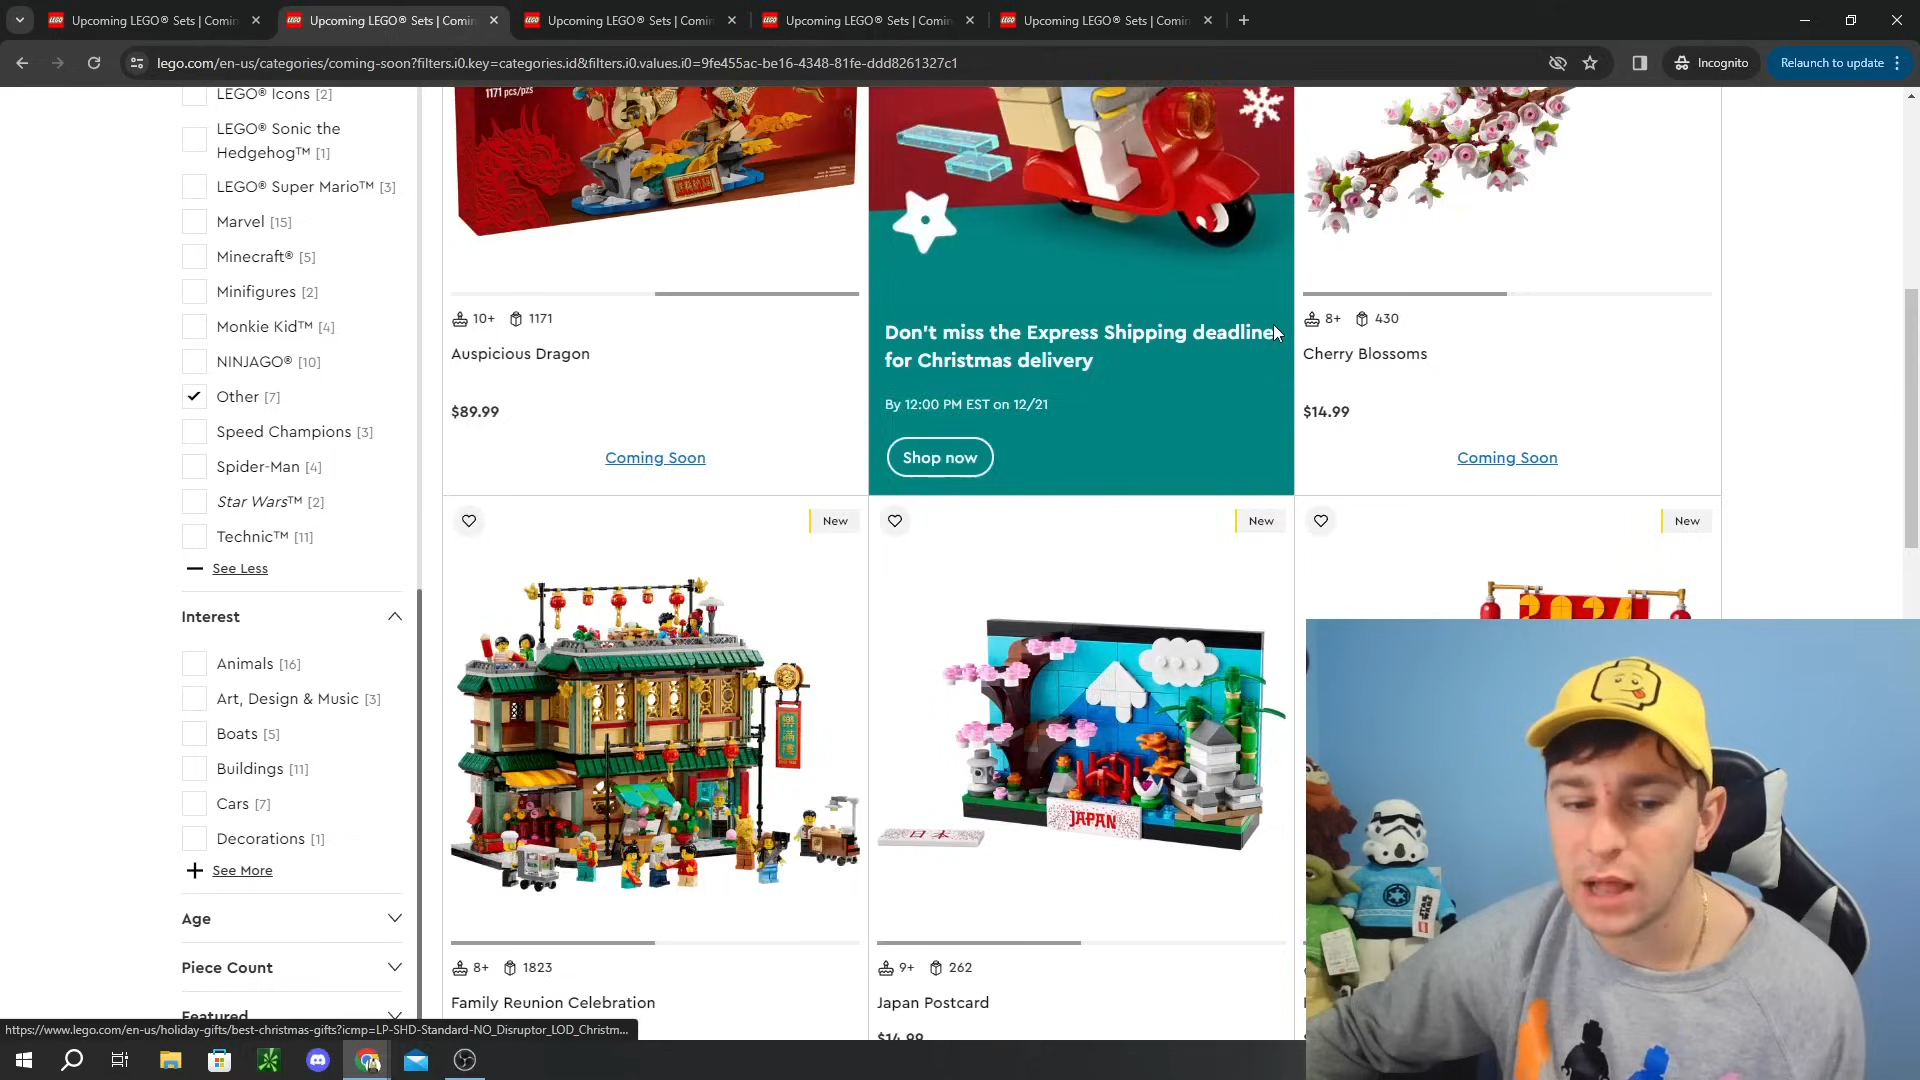 Upcoming LEGO® Sets | Comin
Upcoming LEGO® Sets | Comin
Upcoming LEGO® Sets | Comin
Upcoming LEGO® Sets | Comin
Upcoming LEGO® Sets | Comin
lego.com/en-us/categories/coming-soon?filters.i0.key=categories.id&filters.i0.values.i0=9fe455ac-be16-4348-81fe-ddd8261327c1
Incognito
Relaunch to update
LEGO® Icons [2]
LEGO® Sonic the
Hedgehog™ [1]
LEGO® Super Mario™ [3]
Marvel [15]
Minecraft® [5]
Minifigures [2]
Monkie Kid™ [4]
NINJAGO® [10]
Other [7]
Speed Champions [3]
Spider-Man [4]
Star Wars™ [2]
Technic™ [11]
See Less
Interest
Animals [16]
Art, Design & Music [3]
Boats [5]
Buildings [11]
Cars [7]
Decorations [1]
See More
Age
Piece Count
Featured
1171 pcs/pzs
10+ 1171
Auspicious Dragon
$89.99
Coming Soon
Don't miss the Express Shipping deadline
for Christmas delivery
By 12:00 PM EST on 12/21
Shop now
8+ 430
Cherry Blossoms
$14.99
Coming Soon
New
New
New
2024
JAPAN
日本
8+ 1823
Family Reunion Celebration
9+ 262
Japan Postcard
$14.99
STAR
WARS
https://www.lego.com/en-us/holiday-gifts/best-christmas-gifts?icmp=LP-SHD-Standard-NO_Disruptor_LOD_Christm...